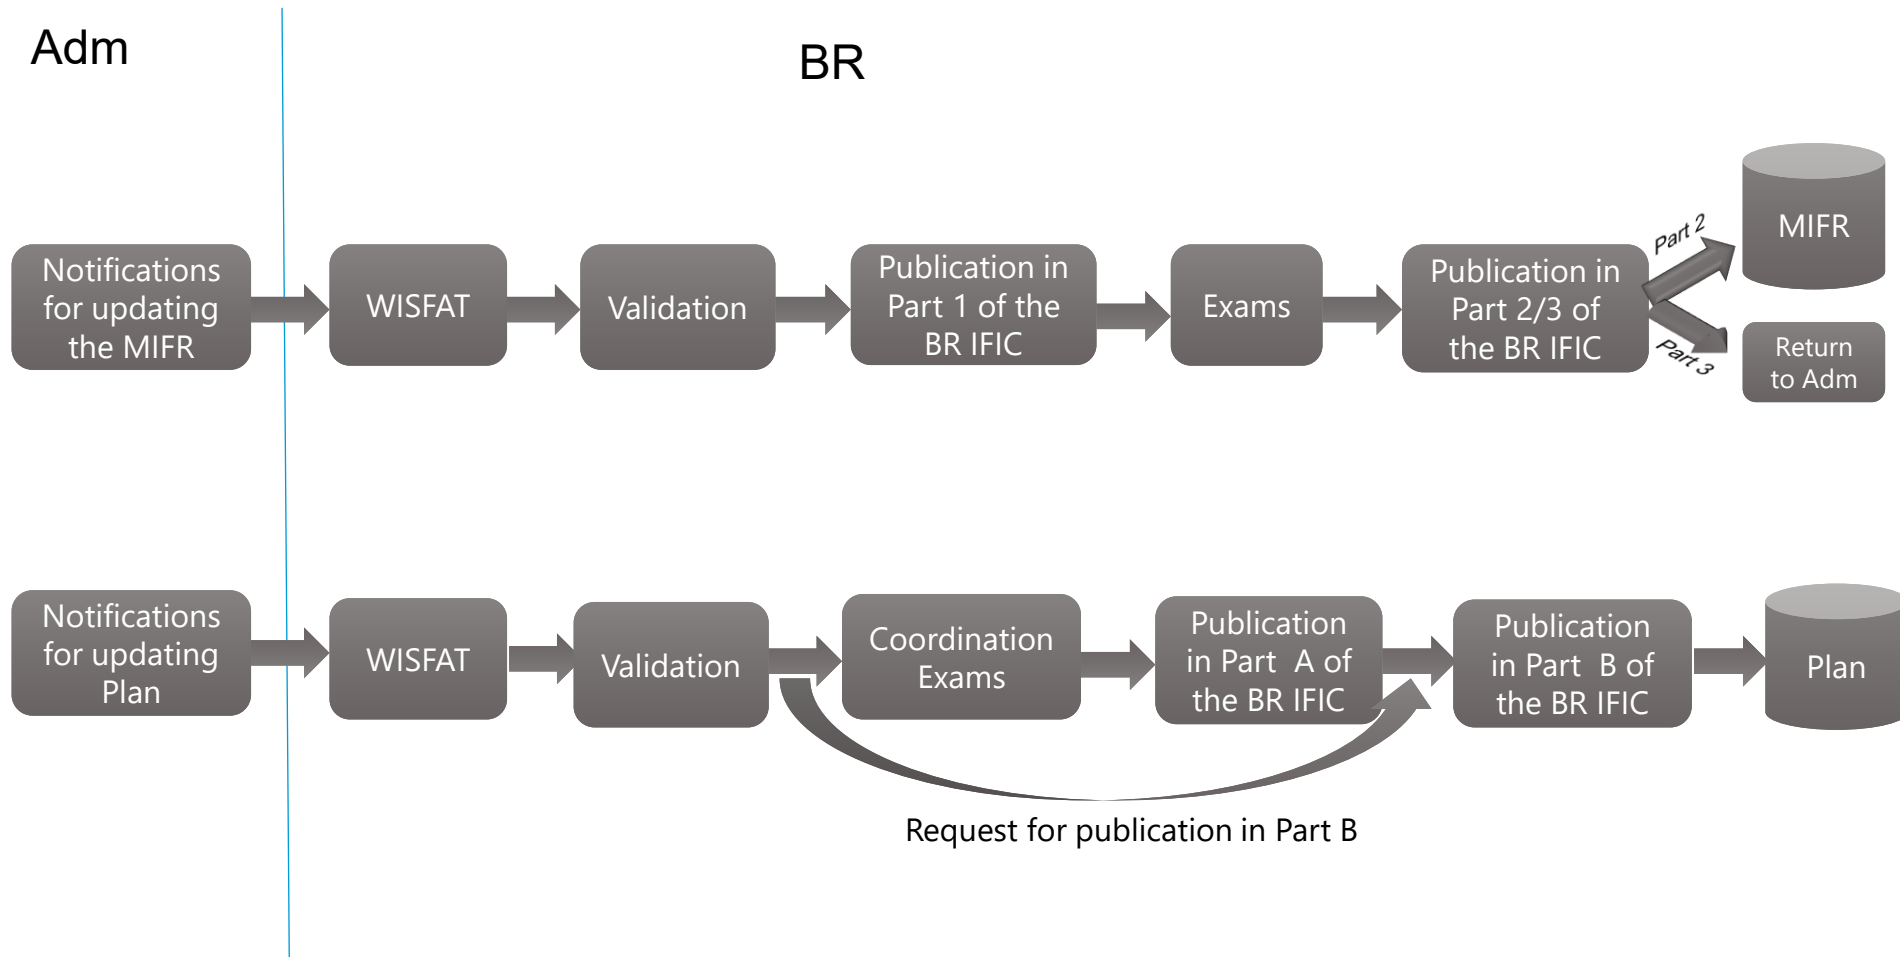 Adm
BR
Notifications
for updating
the MIFR
WISFAT
Validation
Publication in
Part 1 of the
BR IFIC
Exams
Publication in
Part 2/3 of
the BR IFIC
Part 2
Part 3
MIFR
Return
to Adm
Notifications
for updating
Plan
WISFAT
Validation
Coordination
Exams
Publication
in Part A of
the BR IFIC
Publication
in Part B of
the BR IFIC
Plan
Request for publication in Part B